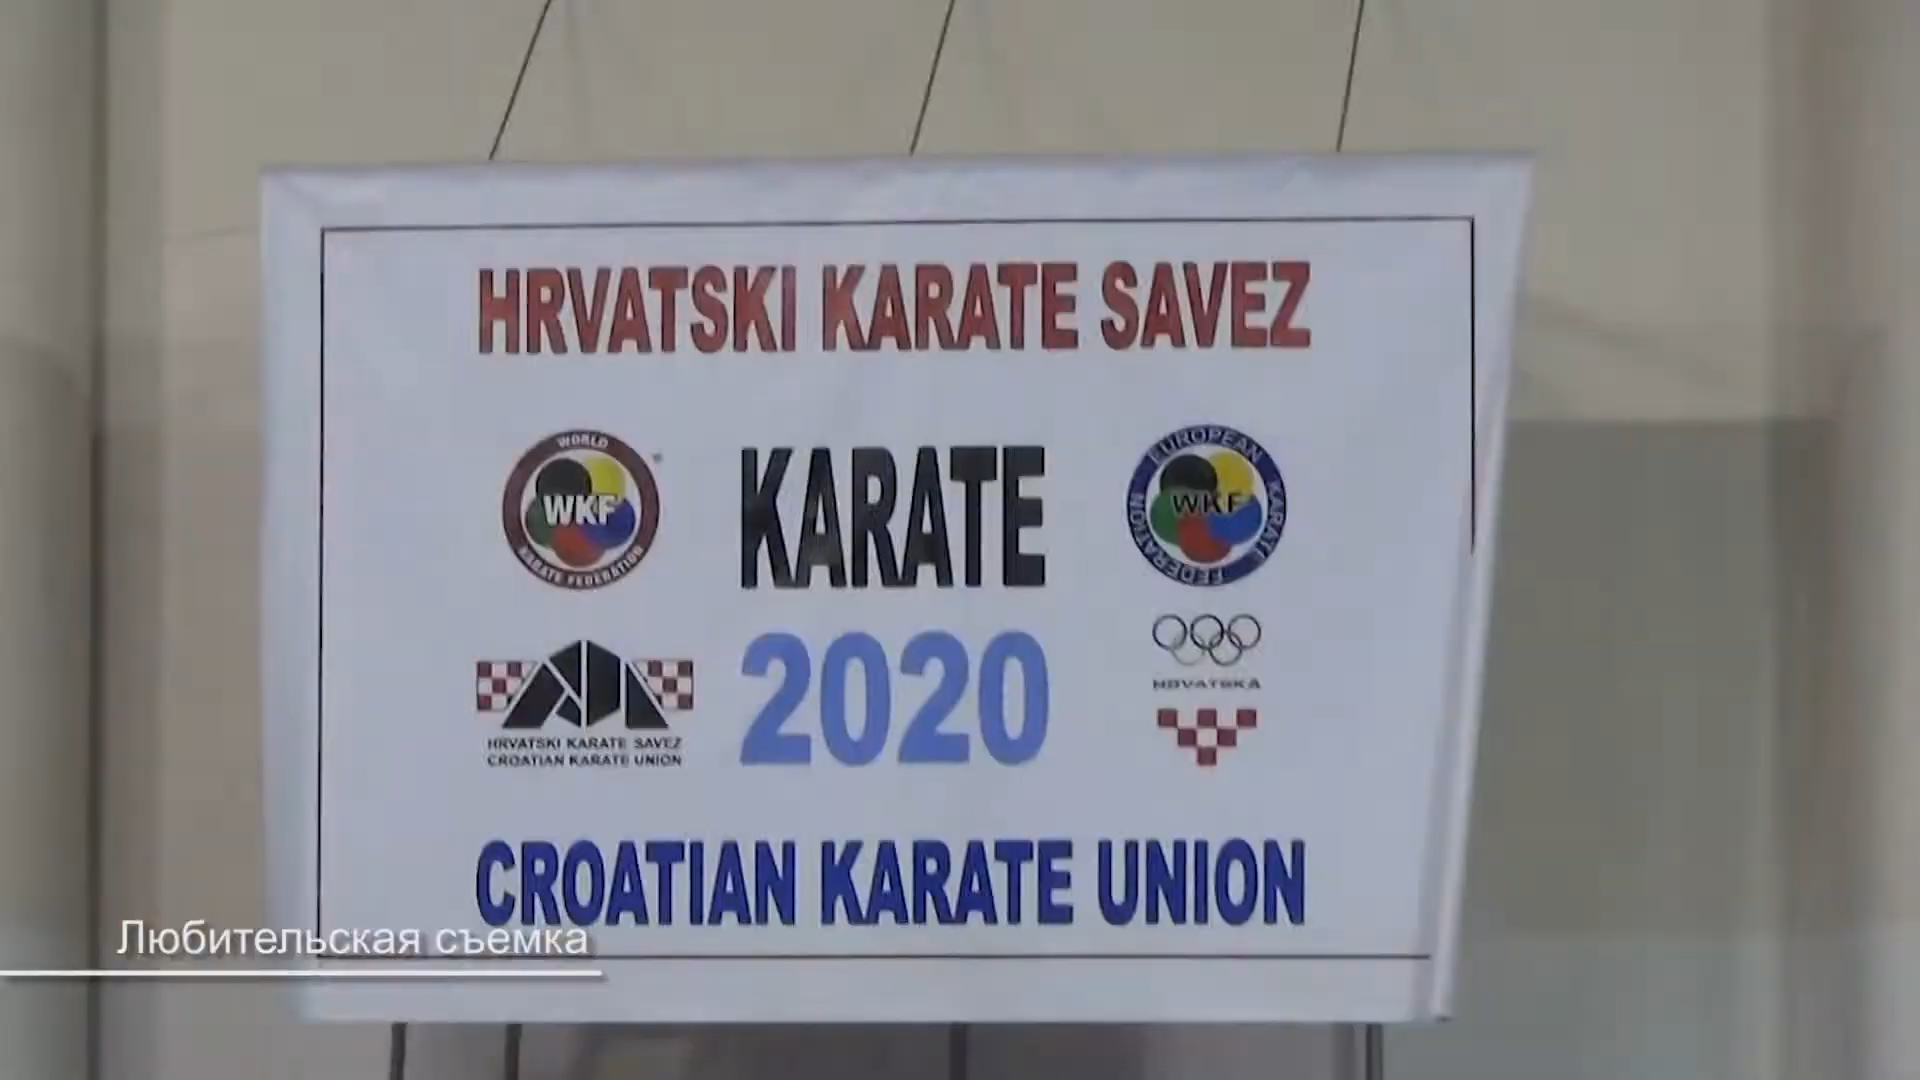 HRVATSKI KARATE SAVEZ
WORLD
WKF
KARATE FEDERATION
KARATE
EUROPEAN KARATE FEDERATION
WKF
2020
HRVATSKI KARATE SAVEZ
CROATIAN KARATE UNION
HRVATSKA
CROATIAN KARATE UNION
Любительская съемка